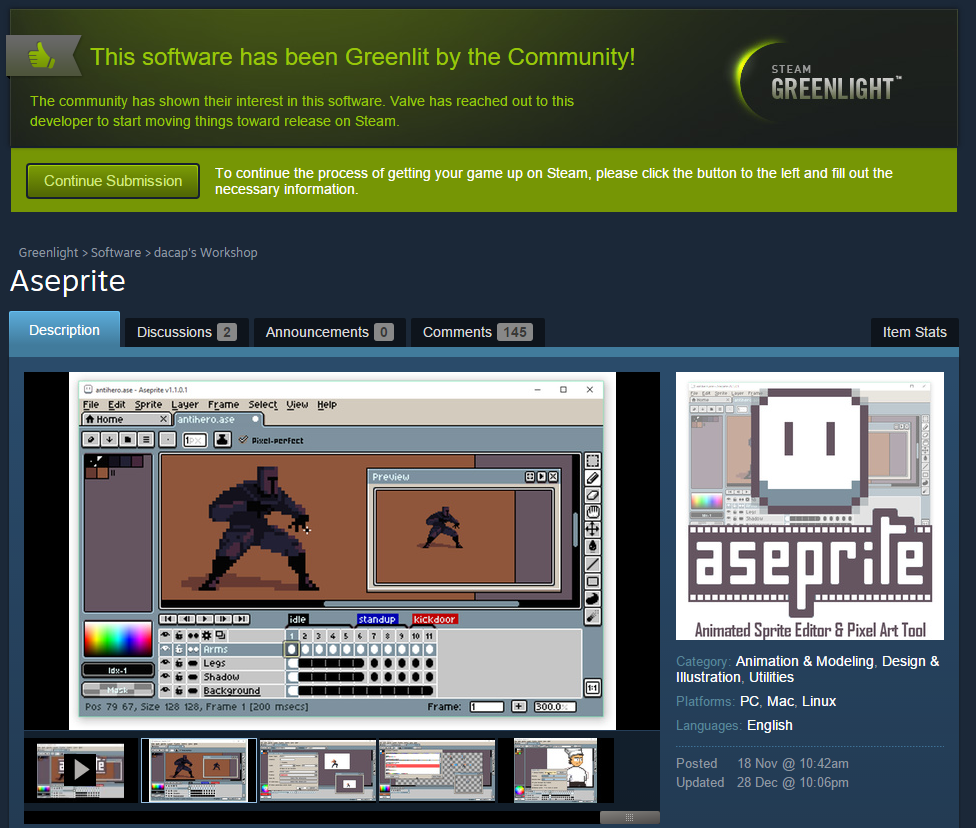 This software has been Greenlit by the Community!
The community has shown their interest in this software. Valve has reached out to this
developer to start moving things toward release on Steam.
STEAM
GREENLIGHT™
Continue Submission
To continue the process of getting your game up on Steam, please click the button to the left and fill out the
necessary information.
Greenlight > Software > dacap's Workshop
Aseprite
Description
Discussions 2
Announcements 0
Comments 145
Item Stats
antihero.ase - Aseprite v1.1.0.1
File Edit Sprite Layer Frame Select View Help
Home
antihero.ase
1px
Pixel-perfect
Preview
idle standup kickdoor
1 2 3 4 5 6 7 8 9 10 11
Arms
Legs
Shadow
Background
Idx-1
Mask
1:1
Pos 79 67, Size 128 128, Frame 1 [200 msecs]
Frame: 1
300.0%
aseprite
Animated Sprite Editor & Pixel Art Tool
Category: Animation & Modeling, Design &
Illustration, Utilities
Platforms: PC, Mac, Linux
Languages: English
Posted 18 Nov @ 10:42am
Updated 28 Dec @ 10:06pm